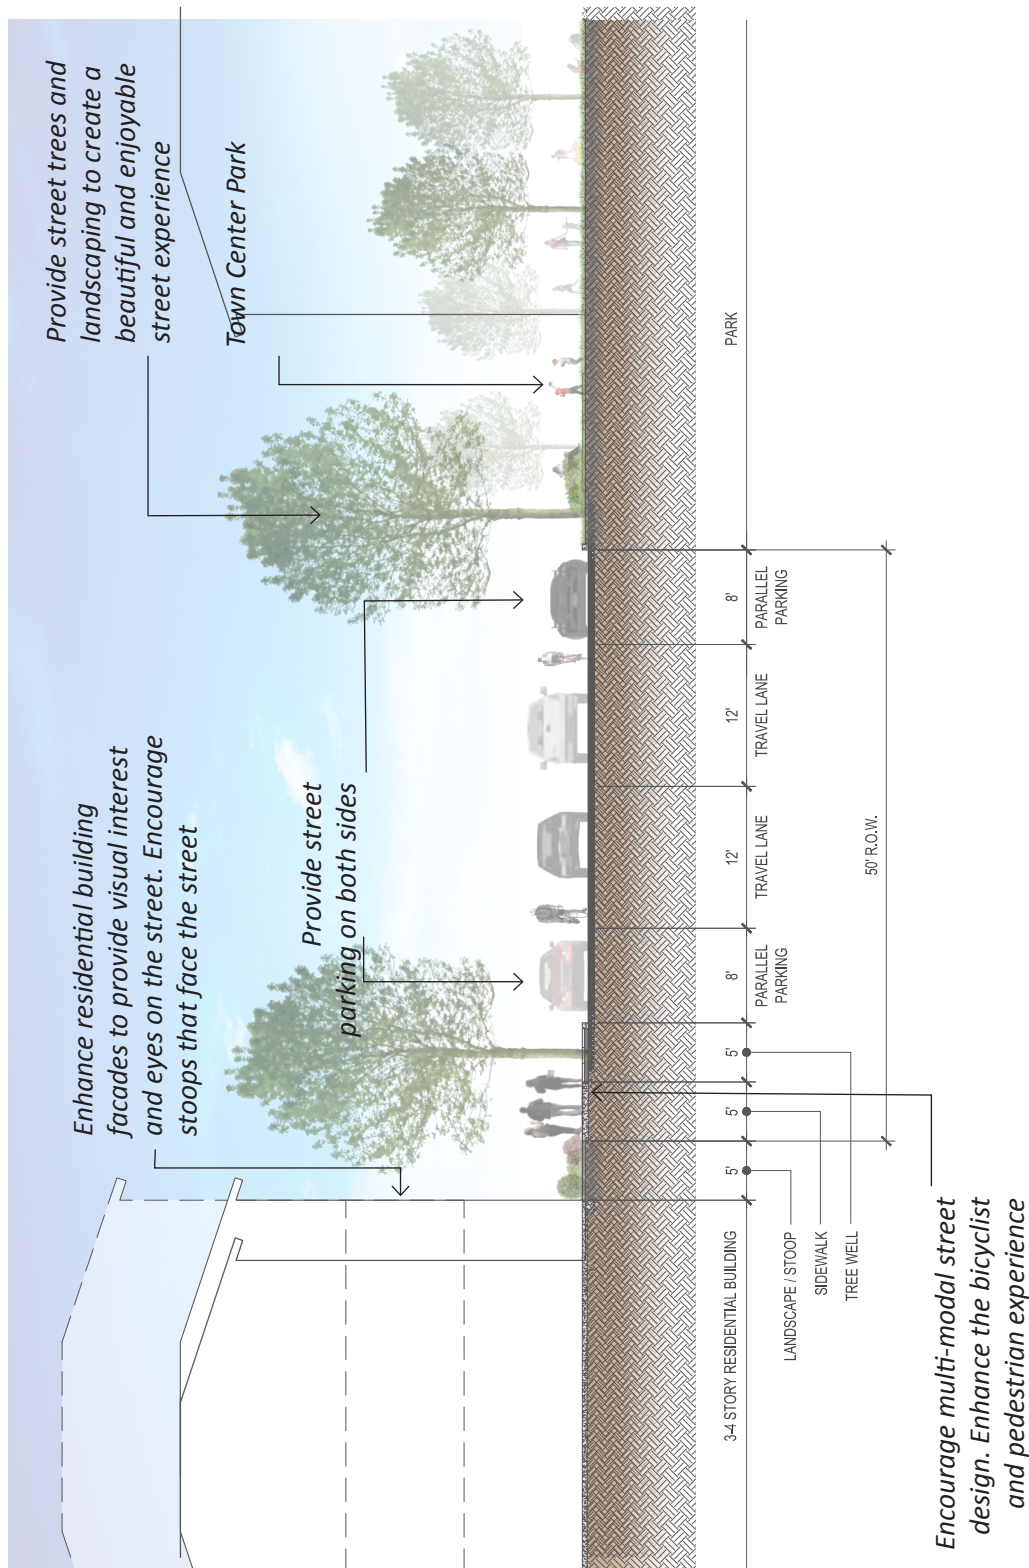 Enhance residential building
facades to provide visual interest
and eyes on the street. Encourage
stoops that face the street
Provide street trees and
landscaping to create a
beautiful and enjoyable
street experience
Town Center Park
Provide street
parking on both sides
3-4 STORY RESIDENTIAL BUILDING
5'
5'
5'
8'
PARALLEL
PARKING
12'
TRAVEL LANE
12'
TRAVEL LANE
8'
PARALLEL
PARKING
PARK
LANDSCAPE / STOOP
SIDEWALK
TREE WELL
50' R.O.W.
Encourage multi-modal street
design. Enhance the bicyclist
and pedestrian experience